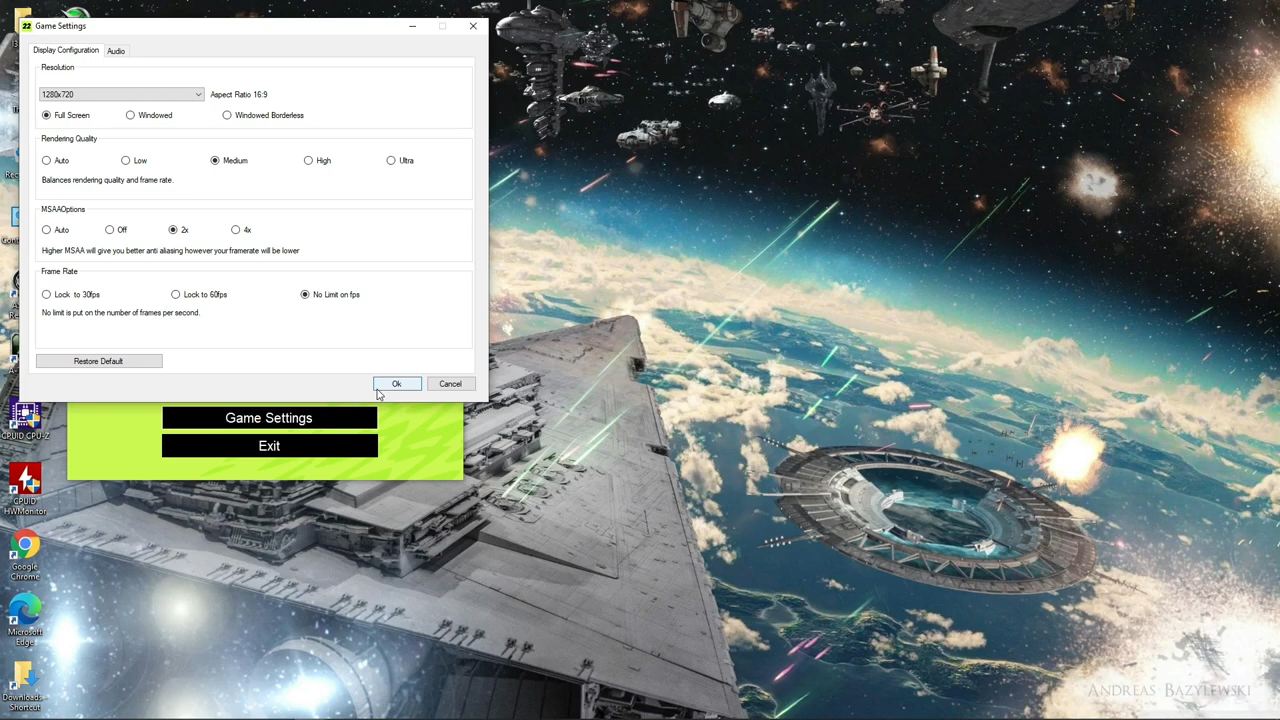 22 Game Settings
Display Configuration Audio
Resolution
1280x720 Aspect Ratio 16:9
Full Screen Windowed Windowed Borderless
Rendering Quality
Auto Low Medium High Ultra
Balances rendering quality and frame rate.
MSAAOptions
Auto Off 2x 4x
Higher MSAA will give you better anti aliasing however your framerate will be lower
Frame Rate
Lock to 30fps Lock to 60fps No Limit on fps
No limit is put on the number of frames per second.
Restore Default
Ok Cancel
Game Settings
Exit
CPUID CPU-Z
CPUID
HWMonitor
Google
Chrome
Microsoft
Edge
Downloads -
Shortcut
Andreas Bazylewski